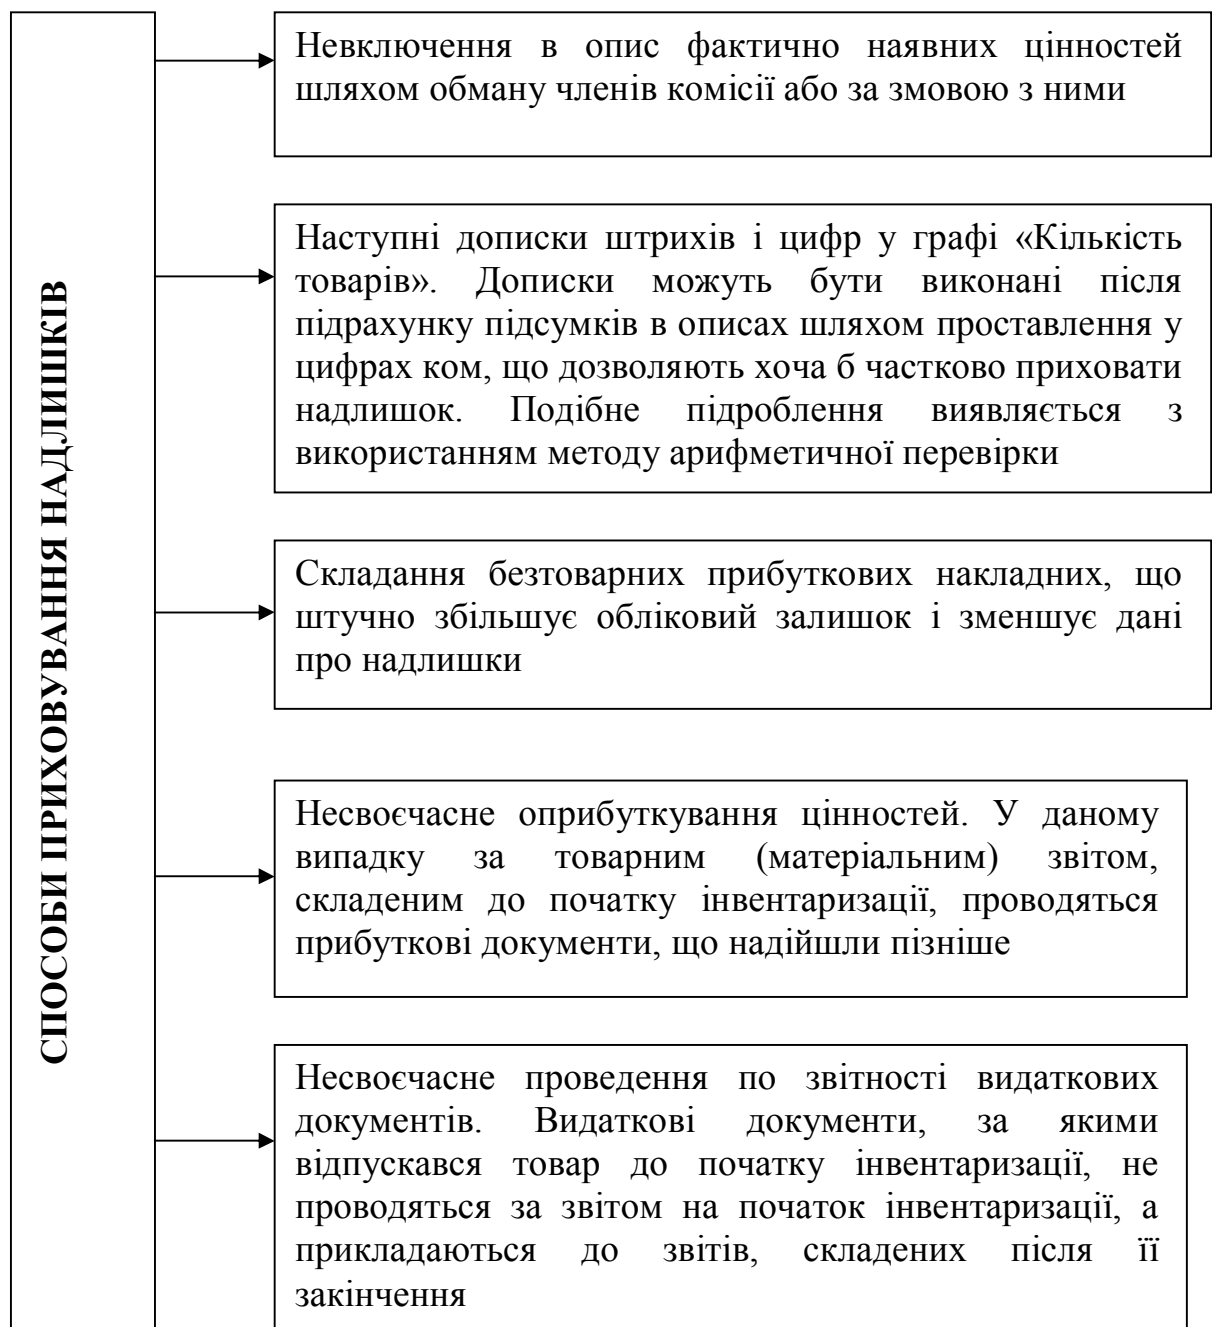 СПОСОБИ ПРИХОВУВАННЯ НАДЛИШКІВ
Невключення в опис фактично наявних цінностей
шляхом обману членів комісії або за змовою з ними
Наступні дописки штрихів і цифр у графі «Кількість
товарів». Дописки можуть бути виконані після
підрахунку підсумків в описах шляхом проставлення у
цифрах ком, що дозволяють хоча б частково приховати
надлишок. Подібне підроблення виявляється з
використанням методу арифметичної перевірки
Складання безтоварних прибуткових накладних, що
штучно збільшує обліковий залишок і зменшує дані
про надлишки
Несвоєчасне оприбуткування цінностей. У даному
випадку за товарним (матеріальним) звітом,
складеним до початку інвентаризації, проводяться
прибуткові документи, що надійшли пізніше
Несвоєчасне проведення по звітності видаткових
документів. Видаткові документи, за якими
відпускався товар до початку інвентаризації, не
проводяться за звітом на початок інвентаризації, а
прикладаються до звітів, складених після її
закінчення